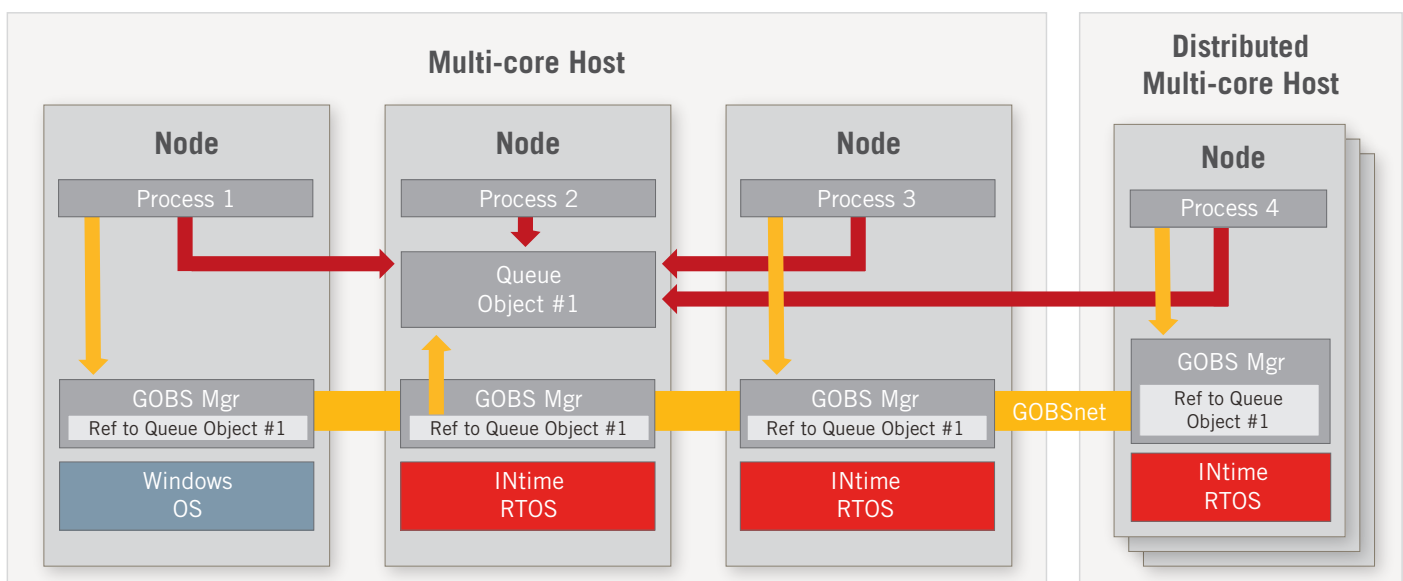 Multi-core Host
Node
Process 1
GOBS Mgr
Ref to Queue Object #1
Windows
OS
Node
Process 2
Queue
Object #1
GOBS Mgr
Ref to Queue Object #1
INtime
RTOS
Node
Process 3
GOBS Mgr
Ref to Queue Object #1
INtime
RTOS
GOBSnet
Distributed
Multi-core Host
Node
Process 4
GOBS Mgr
Ref to Queue
Object #1
INtime
RTOS